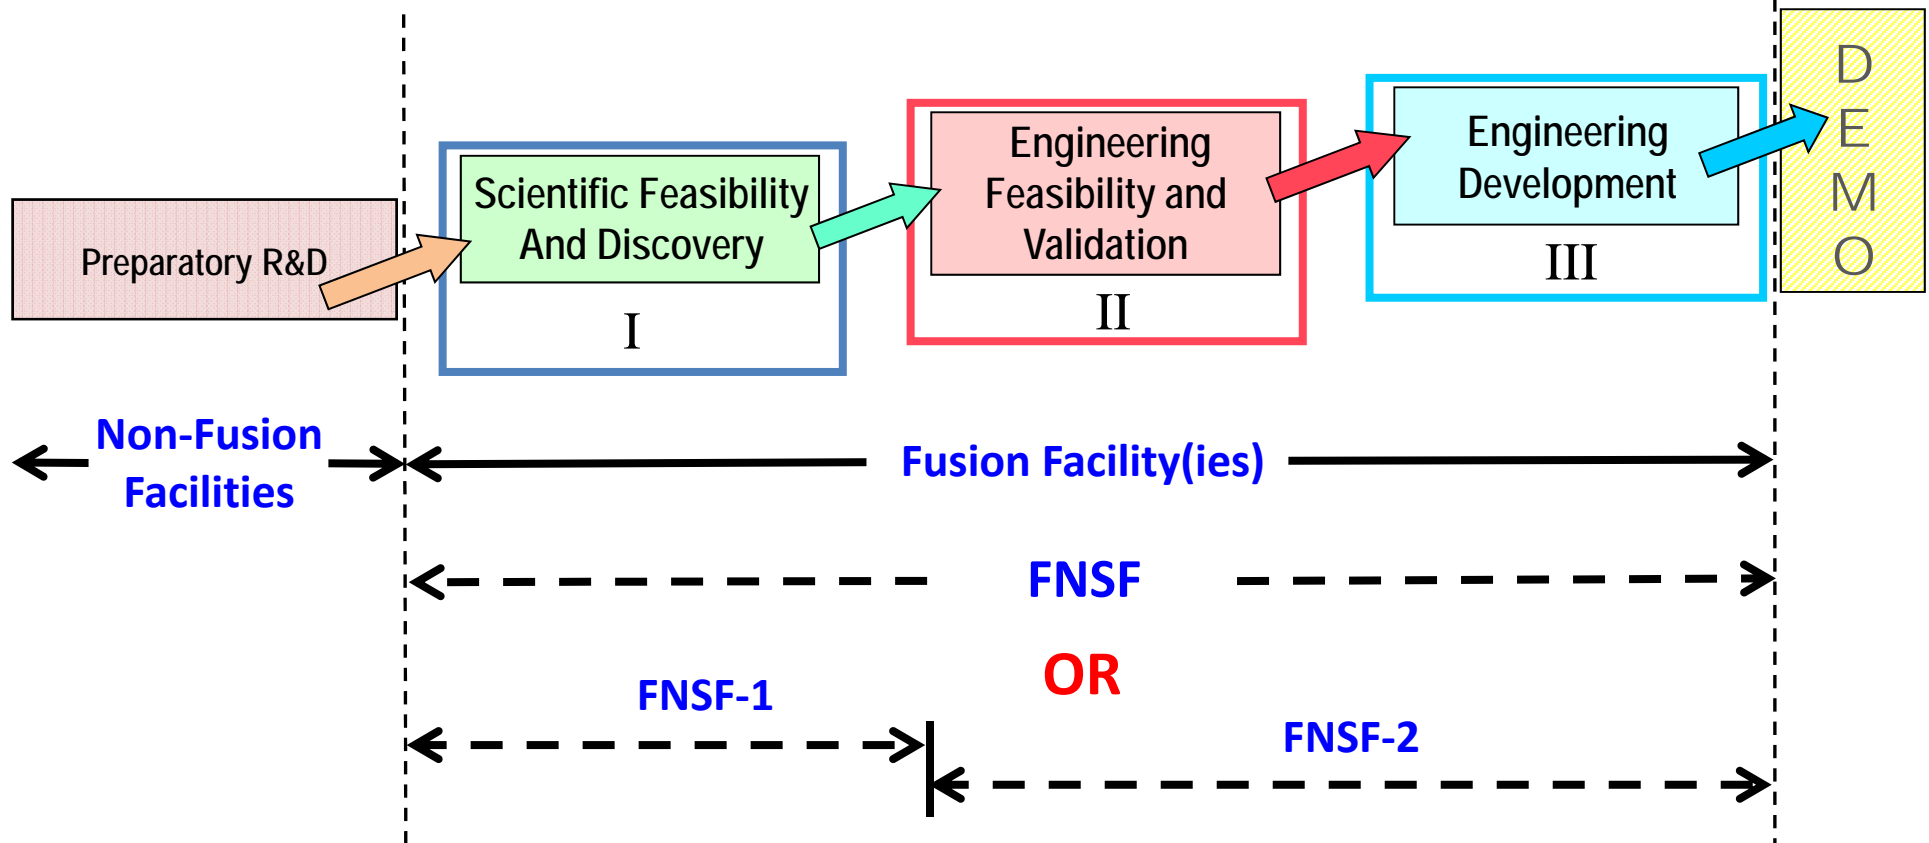 Preparatory R&D
Scientific Feasibility
And Discovery
I
Engineering
Feasibility and
Validation
II
Engineering
Development
III
D
E
M
O
Non-Fusion
Facilities
Fusion Facility(ies)
FNSF
OR
FNSF-1
FNSF-2